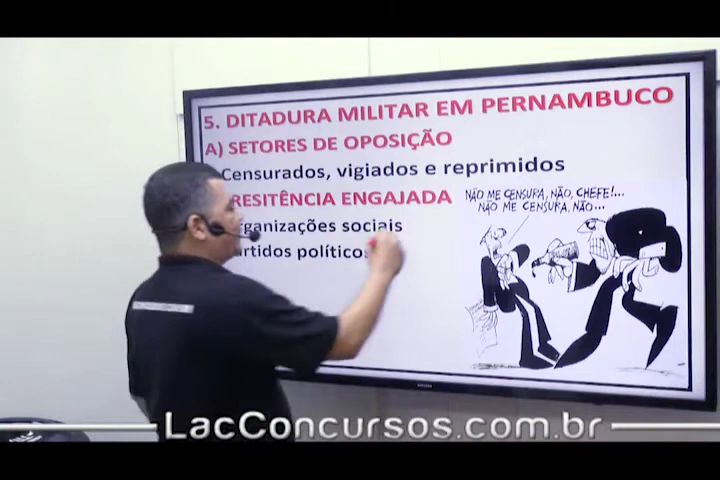 5. DITADURA MILITAR EM PERNAMBUCO
A) SETORES DE OPOSIÇÃO
Censurados, vigiados e reprimidos
RESITÊNCIA ENGAJADA
rganizações sociais
artidos políticos
NÃO ME CENSURA, NÃO, CHEFE!...
NÃO ME CENSURA, NÃO...
LacConcursos.com.br